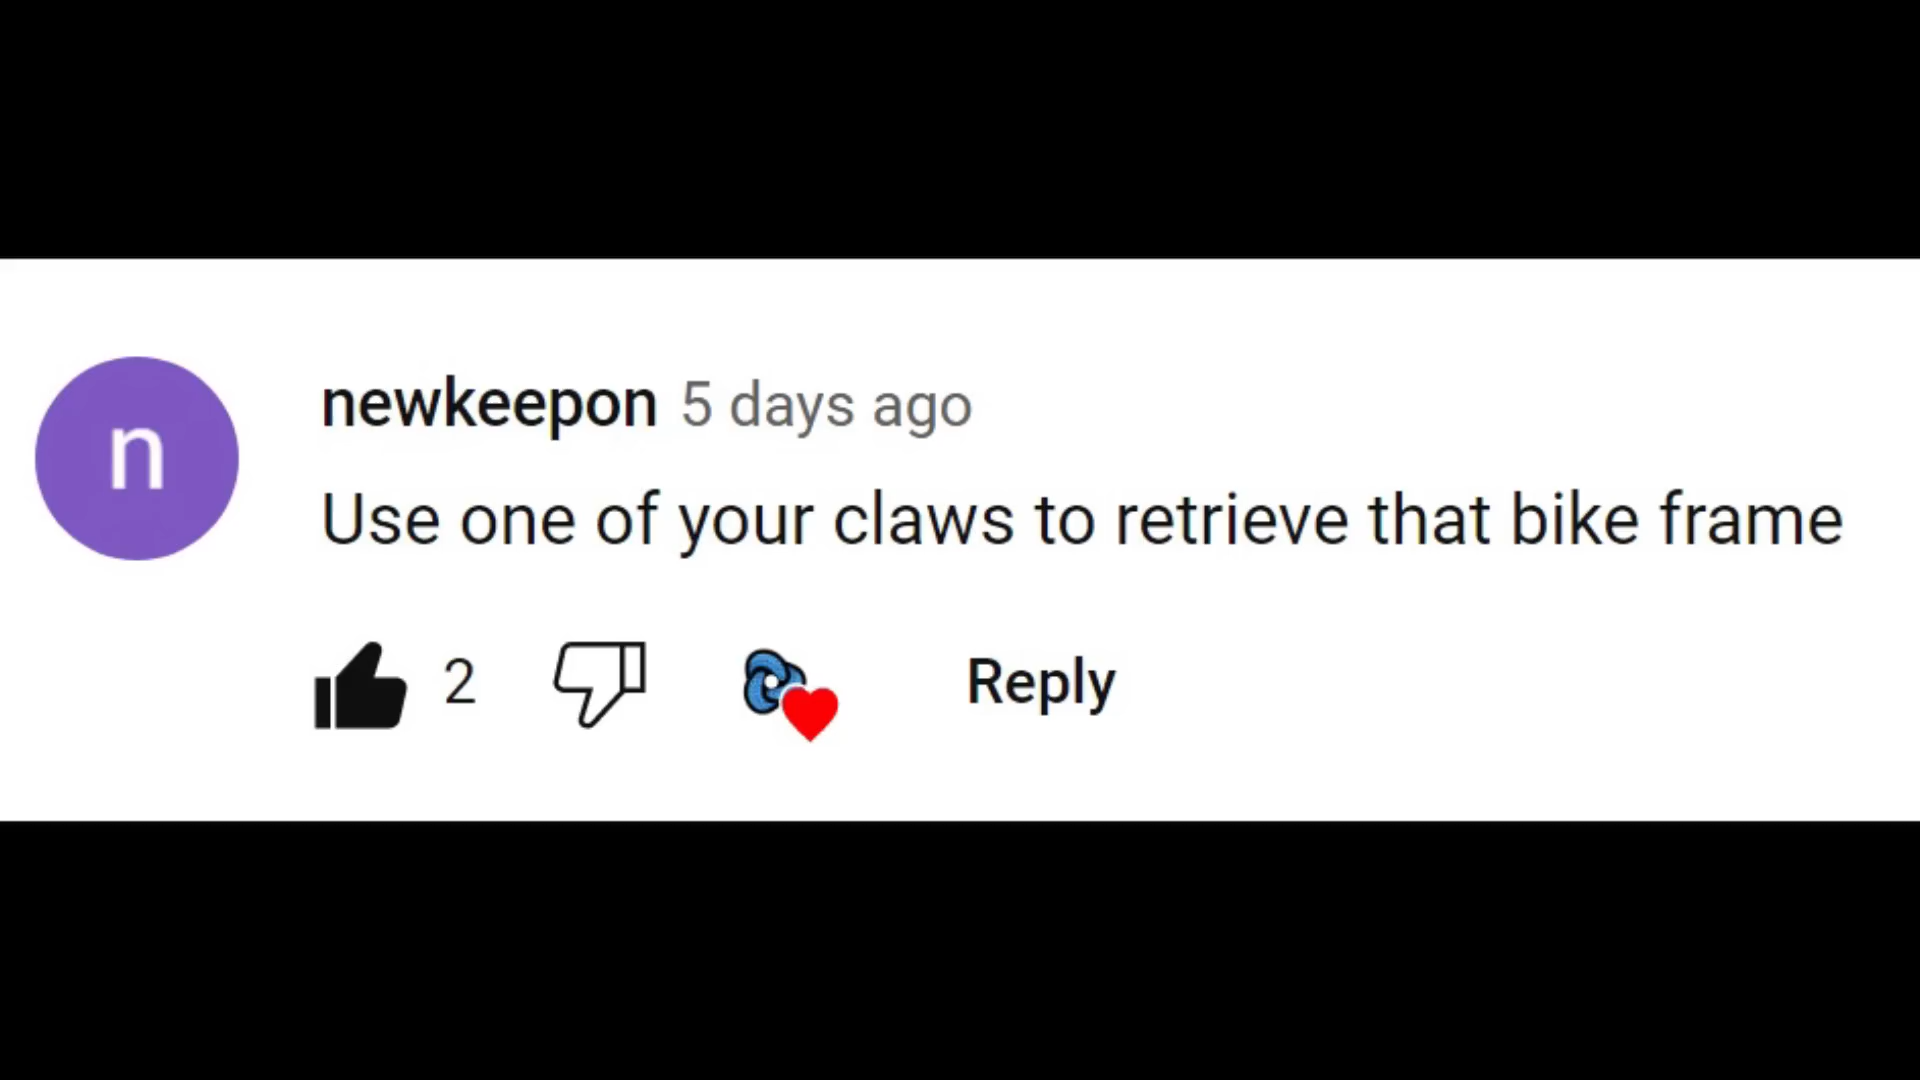 n
newkeepon 5 days ago
Use one of your claws to retrieve that bike frame
2 Reply